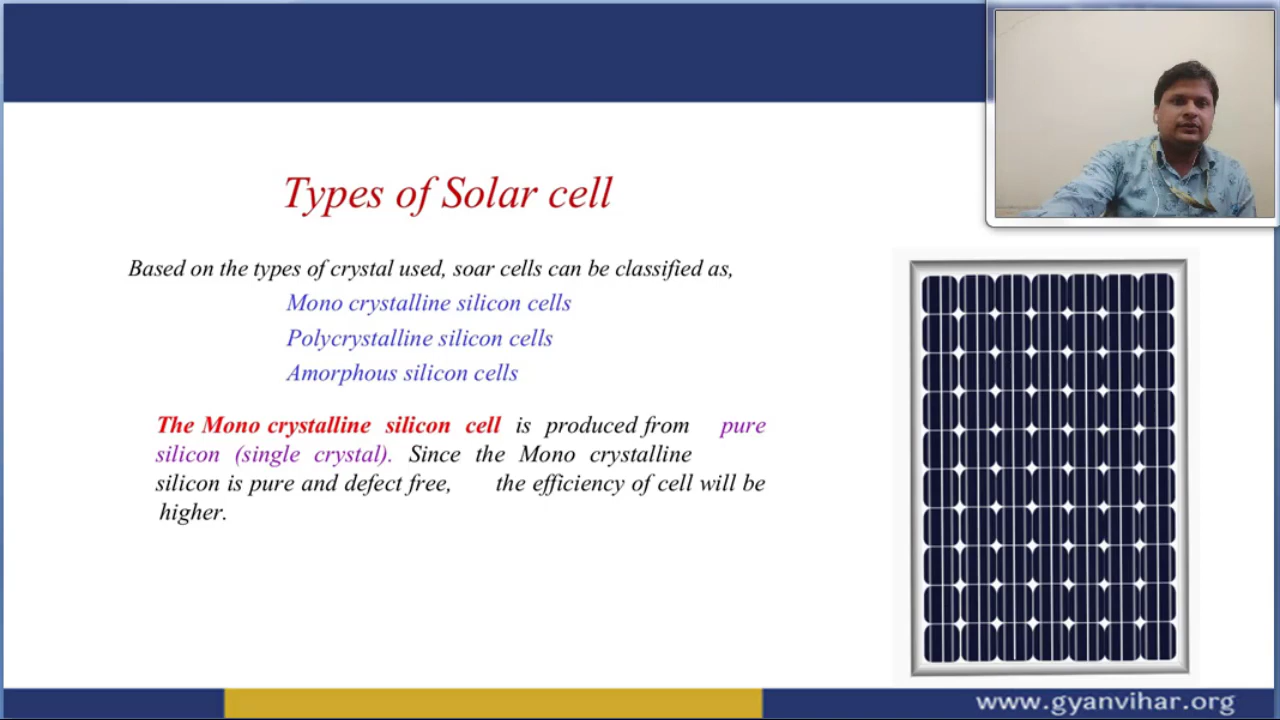 Types of Solar cell
Based on the types of crystal used, soar cells can be classified as,
Mono crystalline silicon cells
Polycrystalline silicon cells
Amorphous silicon cells
The Mono crystalline silicon cell is produced from pure
silicon (single crystal). Since the Mono crystalline
silicon is pure and defect free, the efficiency of cell will be
higher.
www.gyanvihar.org